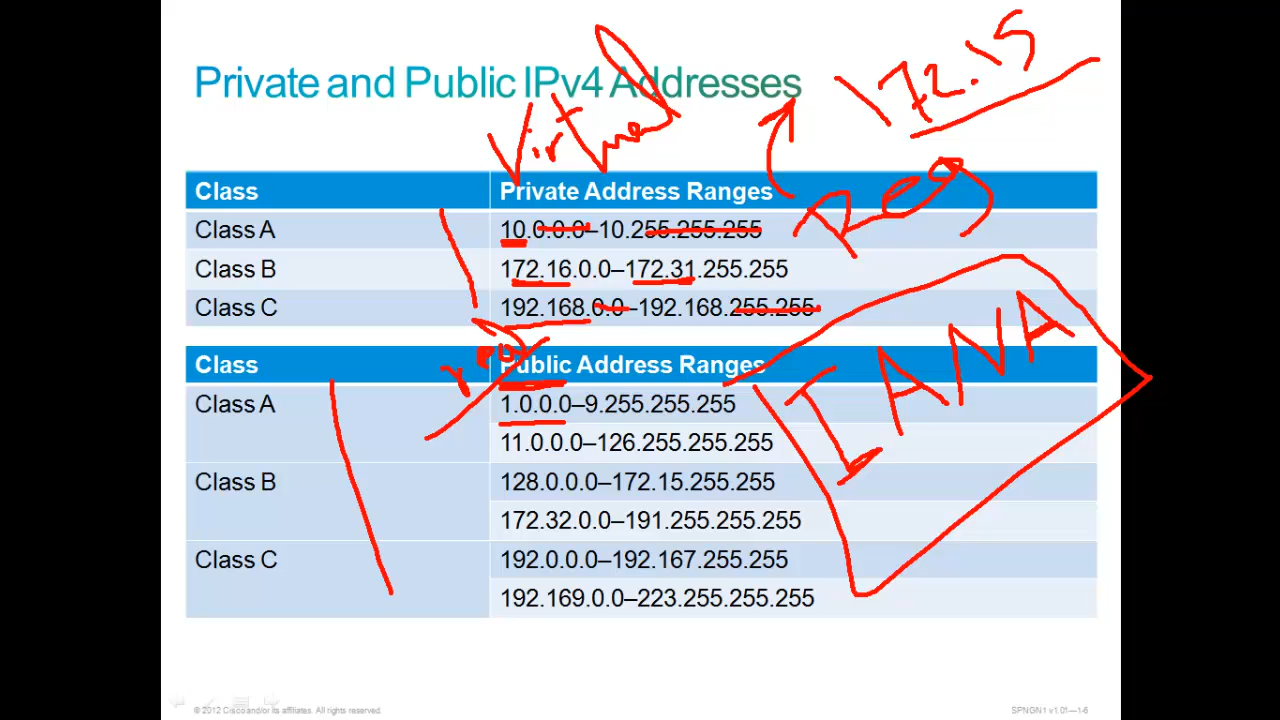 172.15
Private and Public IPv4 Addresses
Virtual
Class Private Address Ranges
Reg
Class A 10.0.0.0–10.255.255.255
Class B 172.16.0.0–172.31.255.255
Class C 192.168.0.0–192.168.255.255
IANA
Class Public Address Ranges
Class A 1.0.0.0–9.255.255.255
11.0.0.0–126.255.255.255
Class B 128.0.0.0–172.15.255.255
172.32.0.0–191.255.255.255
Class C 192.0.0.0–192.167.255.255
192.169.0.0–223.255.255.255
© 2012 Cisco and/or its affiliates. All rights reserved. SPNGN1 v1.01—1-6